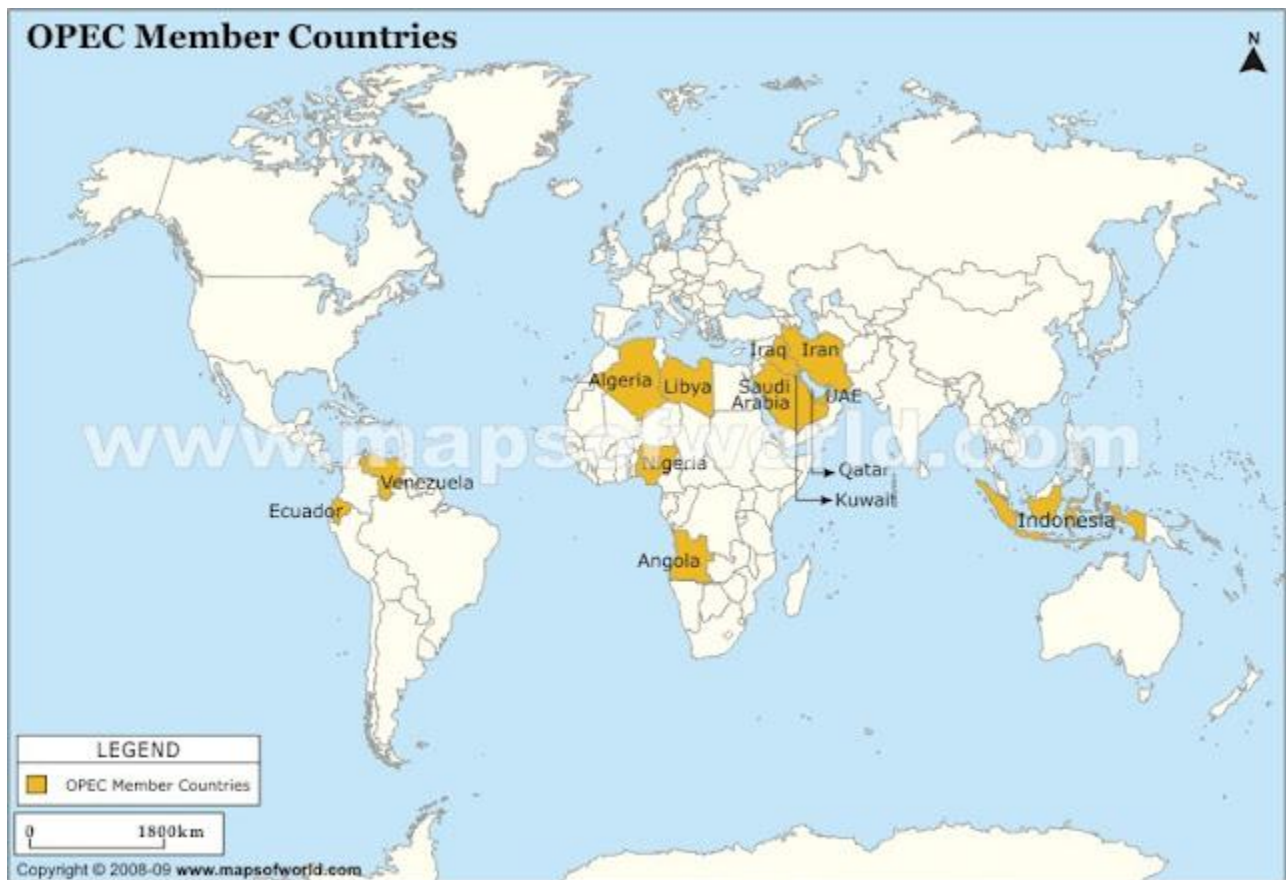 OPEC Member Countries
N
Iraq
Iran
Algeria
Libya
Saudi
Arabia
UAE
www.mapsofworld.com
Nigeria
Qatar
Kuwait
Venezuela
Ecuador
Indonesia
Angola
LEGEND
OPEC Member Countries
0 1800km
Copyright © 2008-09 www.mapsofworld.com